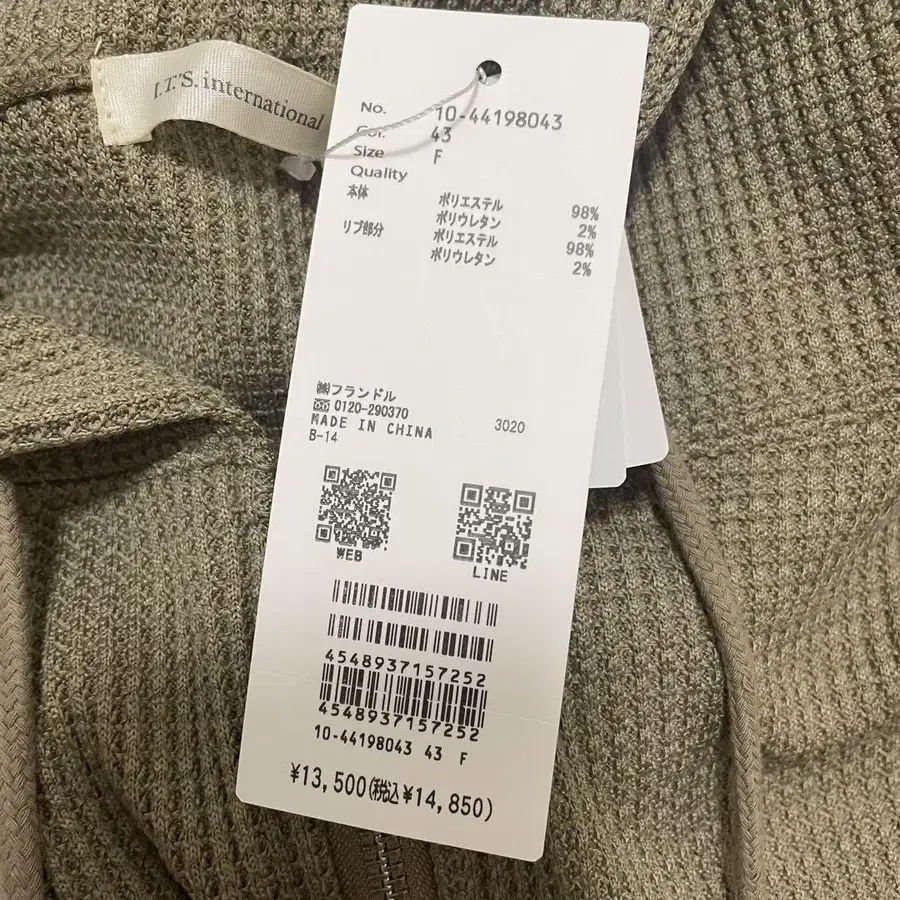 I.T.'S. international
No. 10-44198043
Col. 43
Size F
Quality
本体 ポリエステル 98%
ポリウレタン 2%
リブ部分 ポリエステル 98%
ポリウレタン 2%
㈱フランドル
0120-290370
MADE IN CHINA 3020
B-14
WEB
LINE
4548937157252
4548937157252
10-44198043 43 F
¥13,500(税込¥14,850)